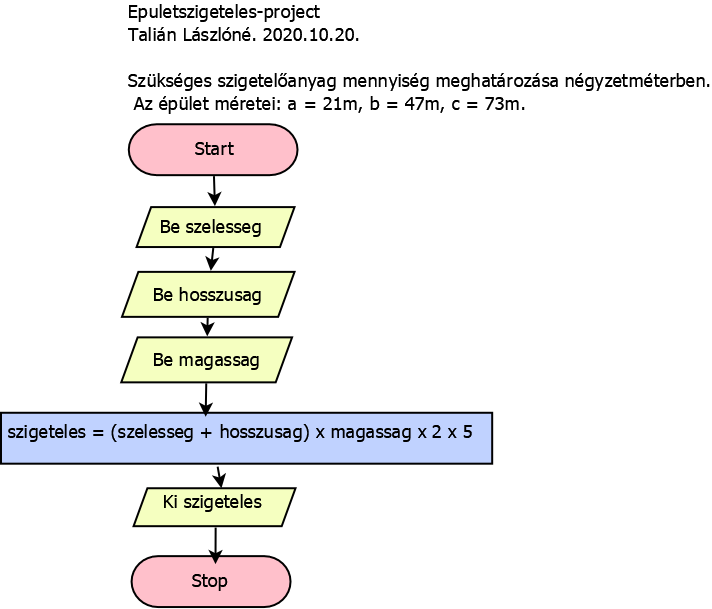 Epuletszigeteles-project
Talián Lászlóné. 2020.10.20.
Szükséges szigetelőanyag mennyiség meghatározása négyzetméterben.
Az épület méretei: a = 21m, b = 47m, c = 73m.
Start
Be szelesseg
Be hosszusag
Be magassag
szigeteles = (szelesseg + hosszusag) x magassag x 2 x 5
Ki szigeteles
Stop